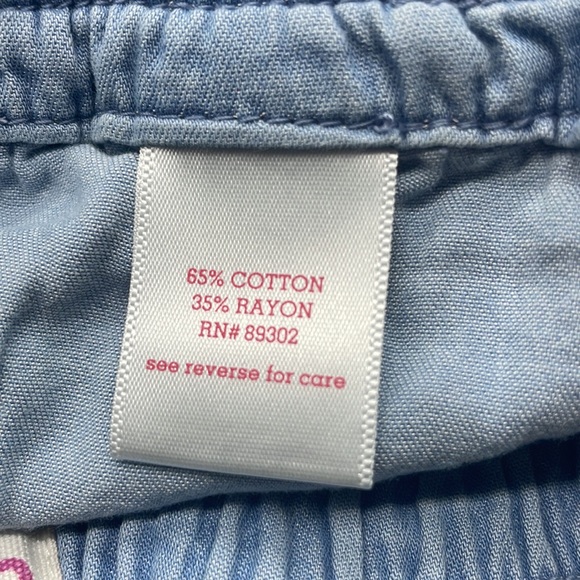 65% COTTON
35% RAYON
RN# 89302
see reverse for care